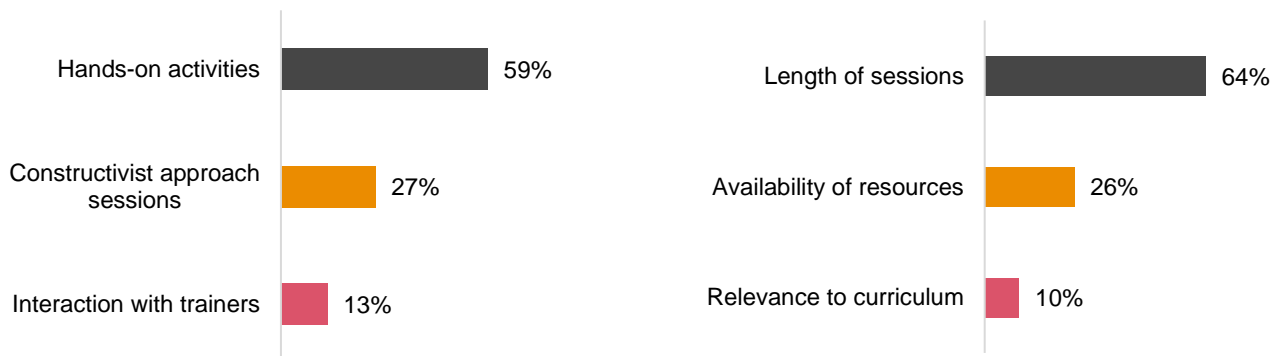 Hands-on activities
59%
Constructivist approach
sessions
27%
Interaction with trainers
13%
Length of sessions
64%
Availability of resources
26%
Relevance to curriculum
10%